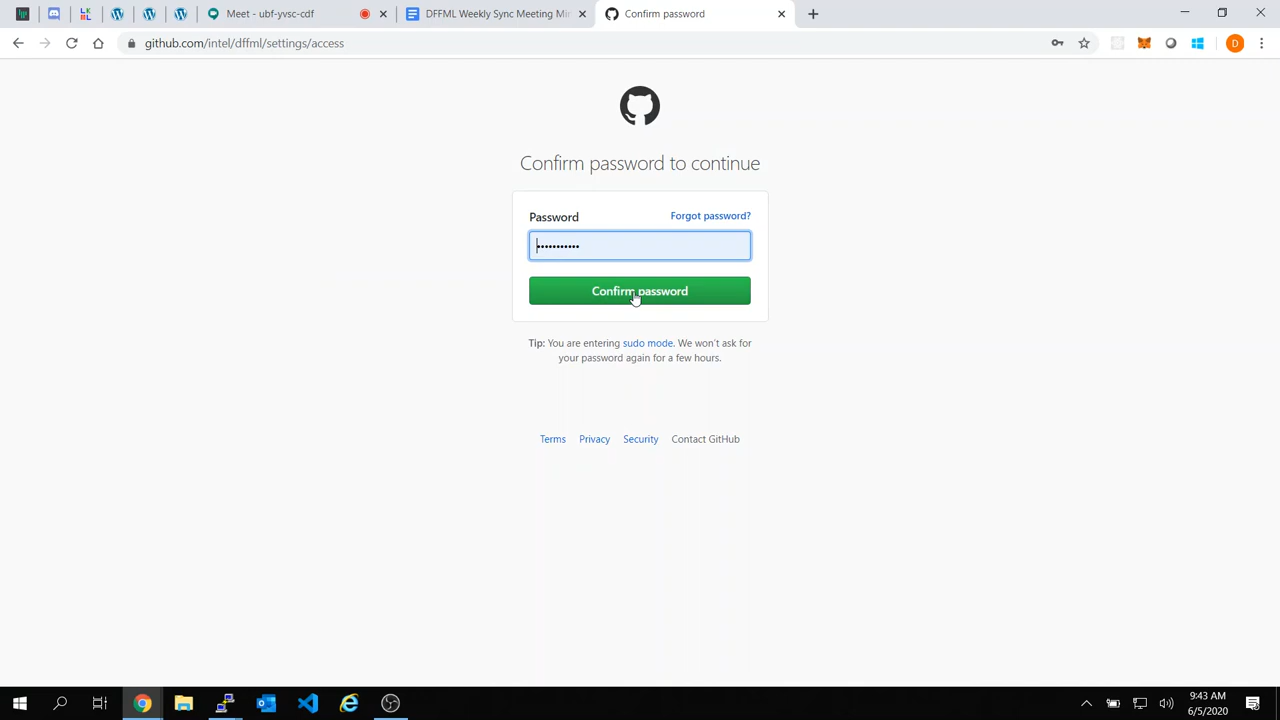 Meet - ubf-yvsc-cdf
DFFML Weekly Sync Meeting Min
Confirm password
github.com/intel/dffml/settings/access
D
Confirm password to continue
Password
Forgot password?
•••••••••••
Confirm password
Tip: You are entering sudo mode. We won't ask for
your password again for a few hours.
Terms
Privacy
Security
Contact GitHub
9:43 AM
6/5/2020